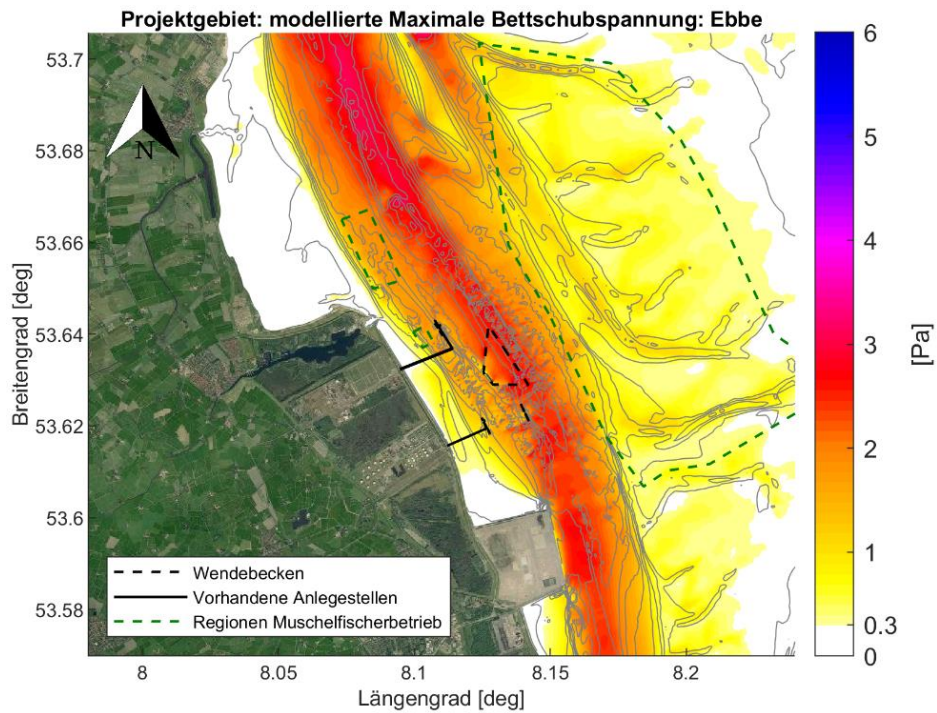 Projektgebiet: modellierte Maximale Bettschubspannung: Ebbe
53.7
53.68
53.66
53.64
53.62
53.6
53.58
Breitengrad [deg]
N
Wendebecken
Vorhandene Anlegestellen
Regionen Muschelfischerbetrieb
8
8.05
8.1
8.15
8.2
Längengrad [deg]
6
5
4
3
2
1
0.3
0
[Pa]